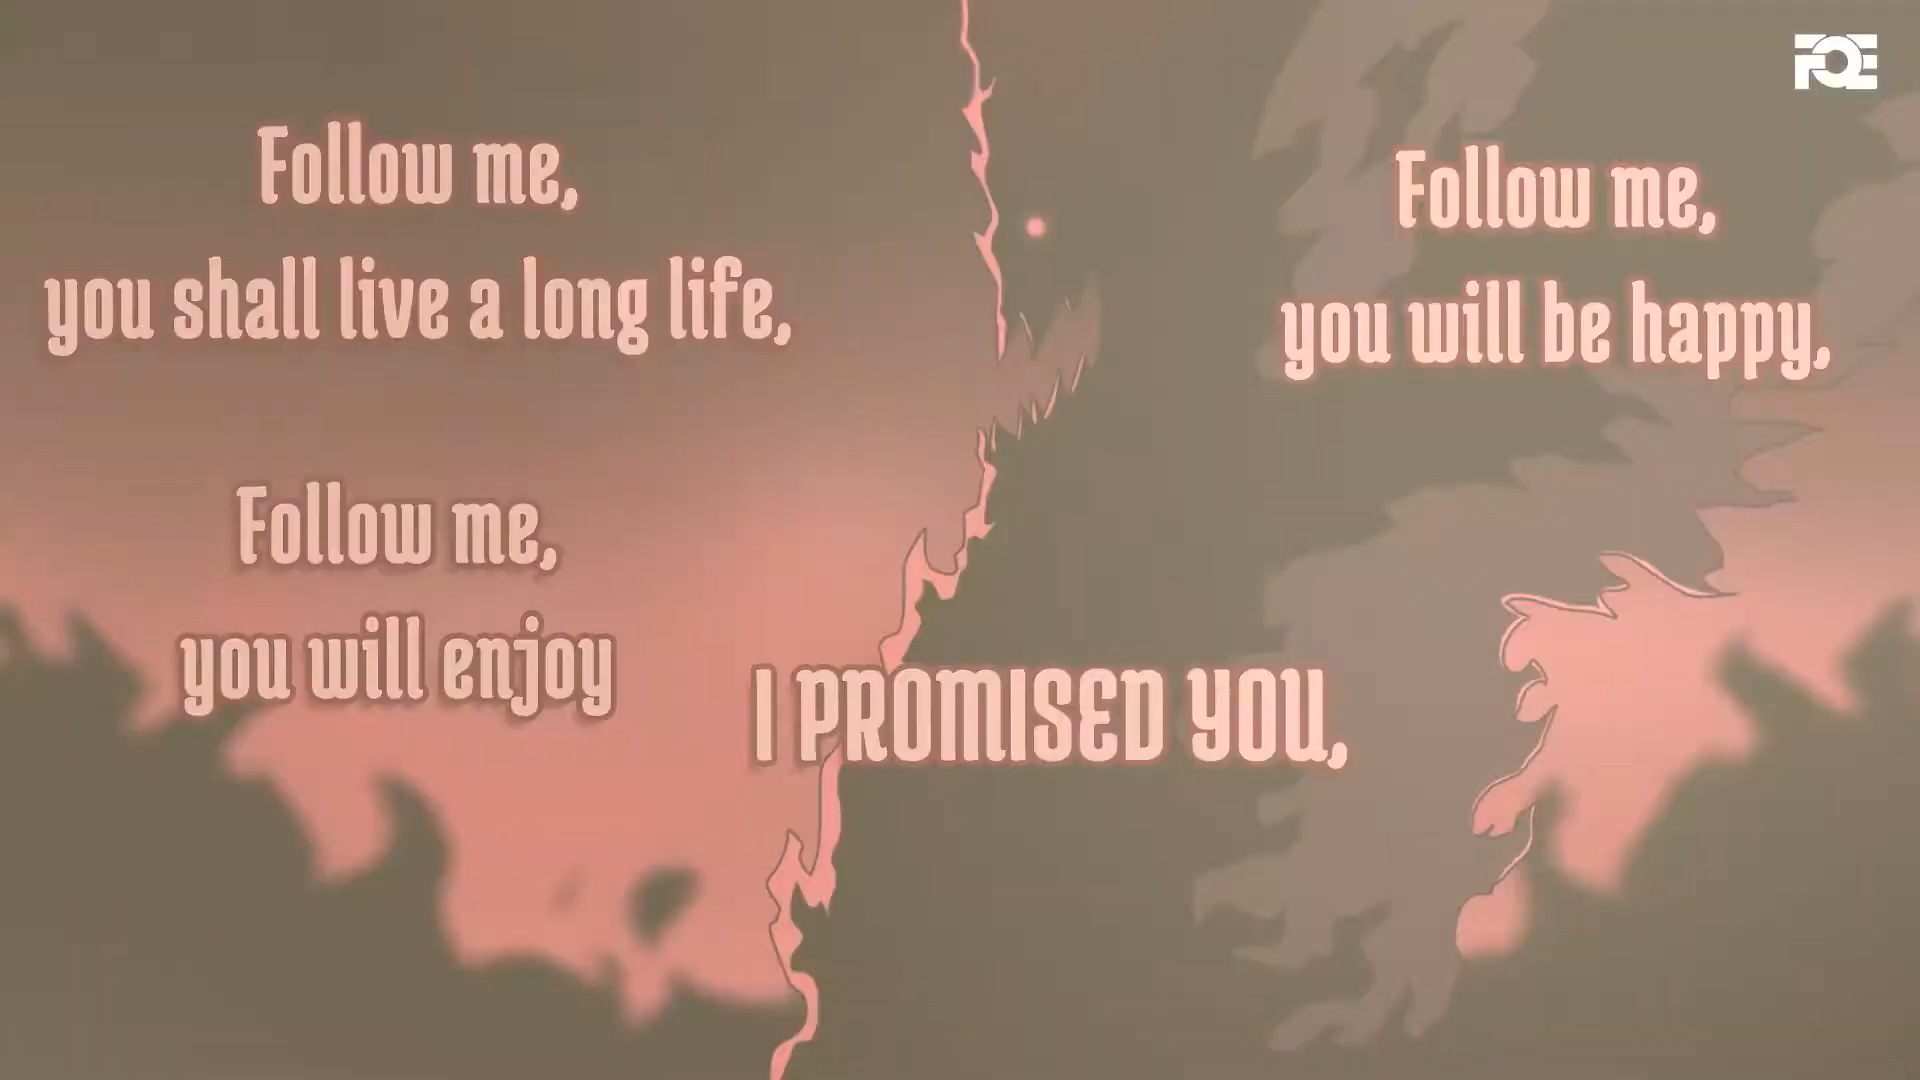 FOE
Follow me,
you shall live a long life,
Follow me,
you will be happy,
Follow me,
you will enjoy
I PROMISED YOU,